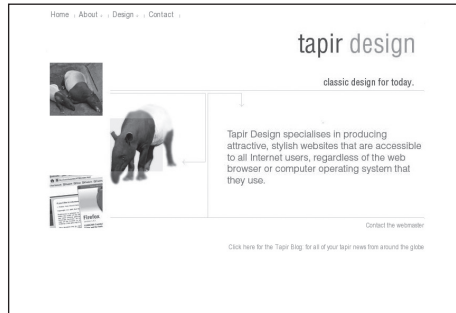 Home About Design Contact
tapir design
classic design for today.
Tapir Design specialises in producing
attractive, stylish websites that are accessible
to all Internet users, regardless of the web
browser or computer operating system that
they use.
Firefox
Contact the webmaster
Click here for the 'Tapir Blog' for all of your tapir news from around the globe